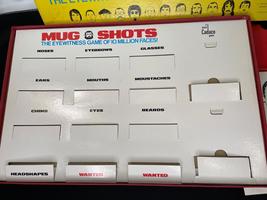 MUG SHOTS
THE EYEWITNESS GAME OF 10 MILLION FACES!
Cadaco
NOSES EYEBROWS GLASSES
EARS MOUTHS MOUSTACHES
CHINS EYES BEARDS
HEADSHAPES WANTED WANTED